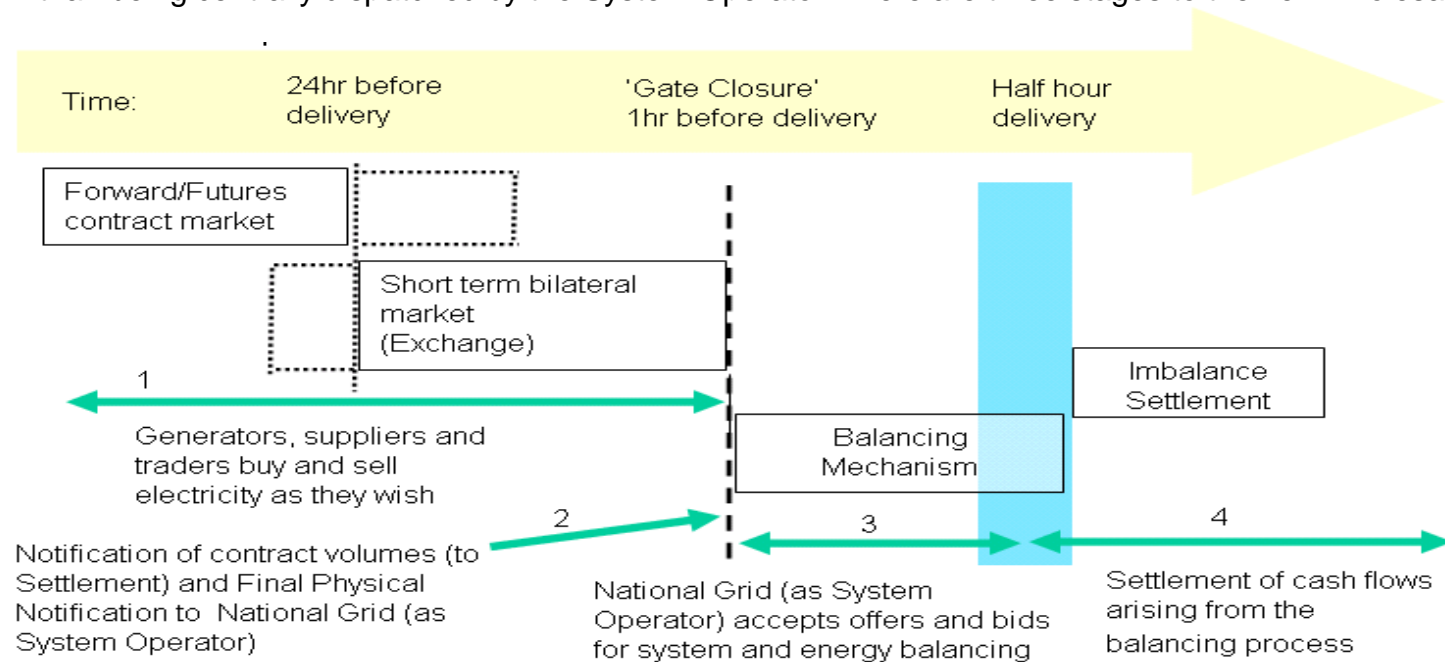 Time:
24hr before
delivery
'Gate Closure'
1hr before delivery
Half hour
delivery
Forward/Futures
contract market
Short term bilateral
market
(Exchange)
1
Generators, suppliers and
traders buy and sell
electricity as they wish
2
Notification of contract volumes (to
Settlement) and Final Physical
Notification to National Grid (as
System Operator)
Balancing
Mechanism
3
National Grid (as System
Operator) accepts offers and bids
for system and energy balancing
Imbalance
Settlement
4
Settlement of cash flows
arising from the
balancing process